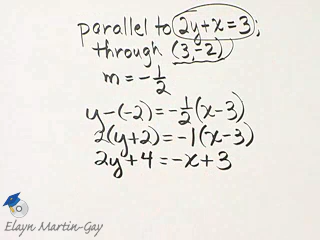 parallel to 2y+x=3;
through (3,-2)
m=-1/2
y-(-2)=-1/2(x-3)
2(y+2)=-1(x-3)
2y+4=-x+3
Elayn Martin-Gay